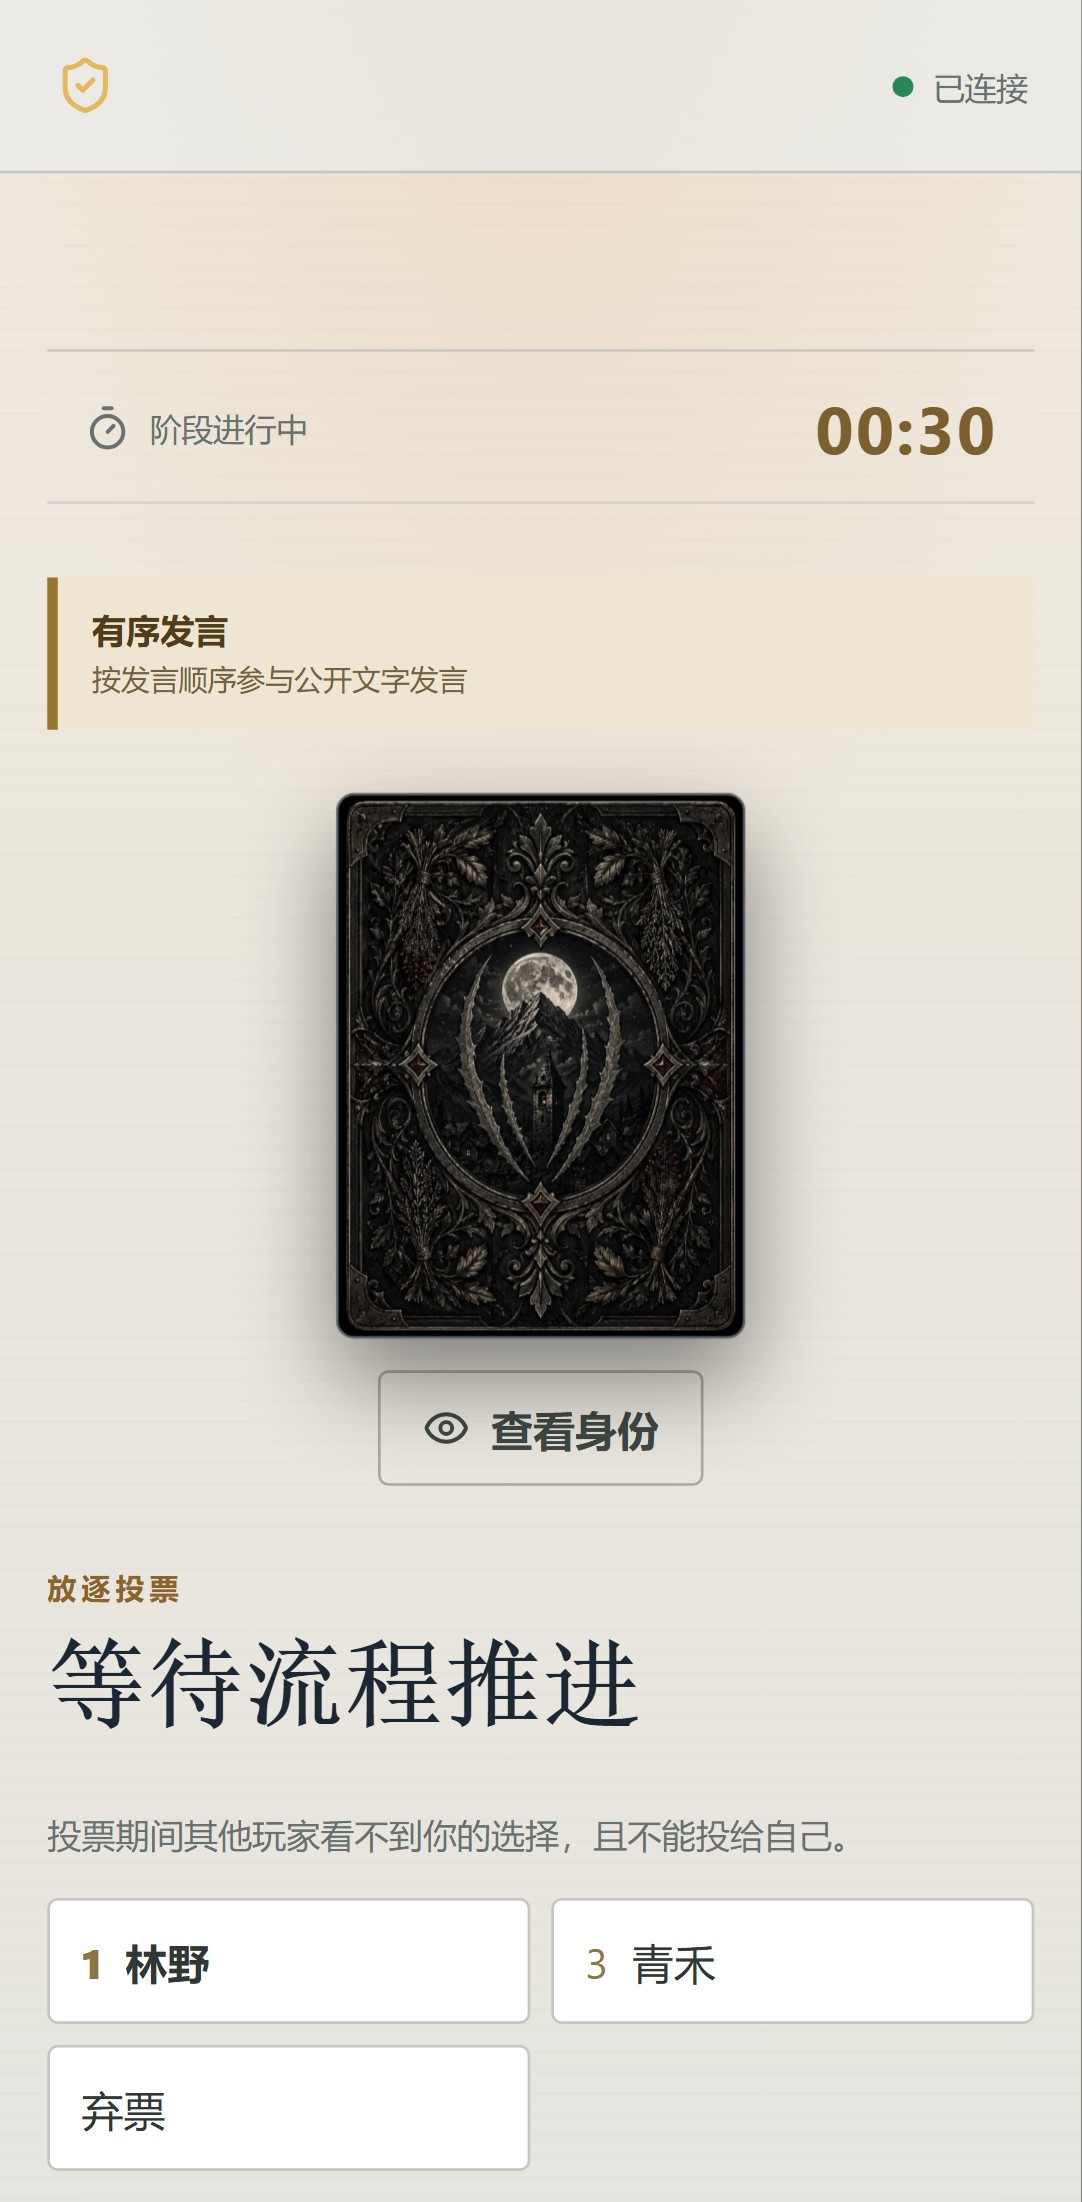 已连接
阶段进行中
00:30
有序发言
按发言顺序参与公开文字发言
查看身份
放逐投票
等待流程推进
投票期间其他玩家看不到你的选择，且不能投给自己。
1 林野
3 青禾
弃票